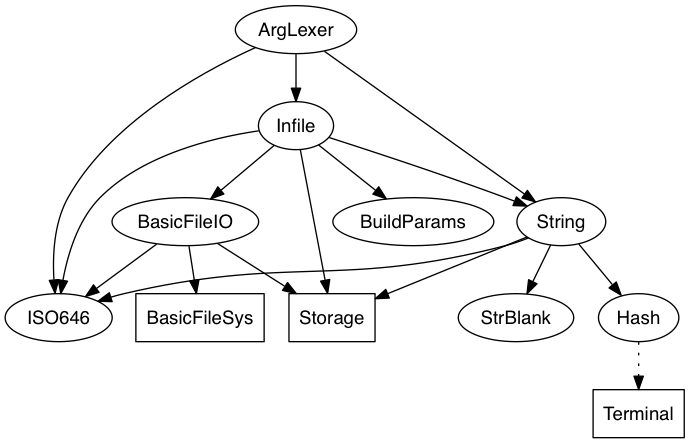 ArgLexer
Infile
BasicFileIO
BuildParams
String
ISO646
BasicFileSys
Storage
StrBlank
Hash
Terminal